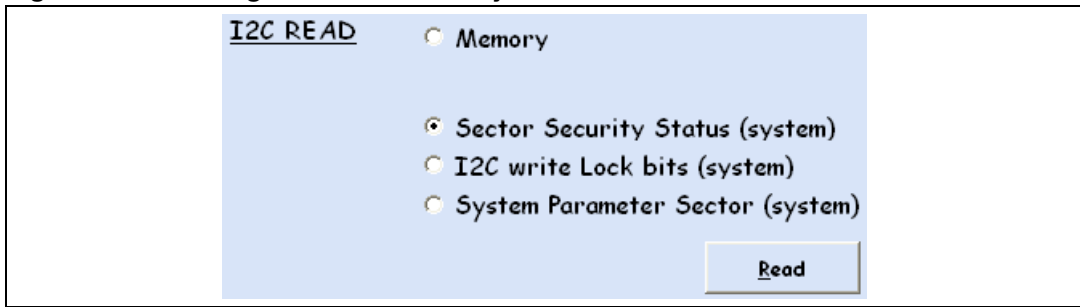 I2C READ
Memory
Sector Security Status (system)
I2C write Lock bits (system)
System Parameter Sector (system)
Read